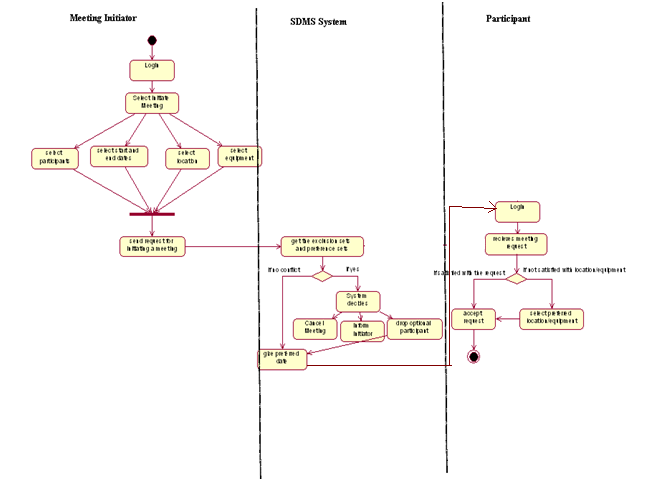 Meeting Initiator
SDMS System
Participant
Login
Select Initiate
Meeting
select
participants
select start and
end dates
select
location
select
equipment
send request for
initiating a meeting
get the exclusion sets
and preference sets
If no conflict
If yes
System
decides
Cancel
Meeting
Inform
Initiator
drop optional
participant
give preferred
date
Login
recieves meeting
request
If satisfied with the request
If not satisfied with location/equipment
accept
request
select prefered
location/equipment